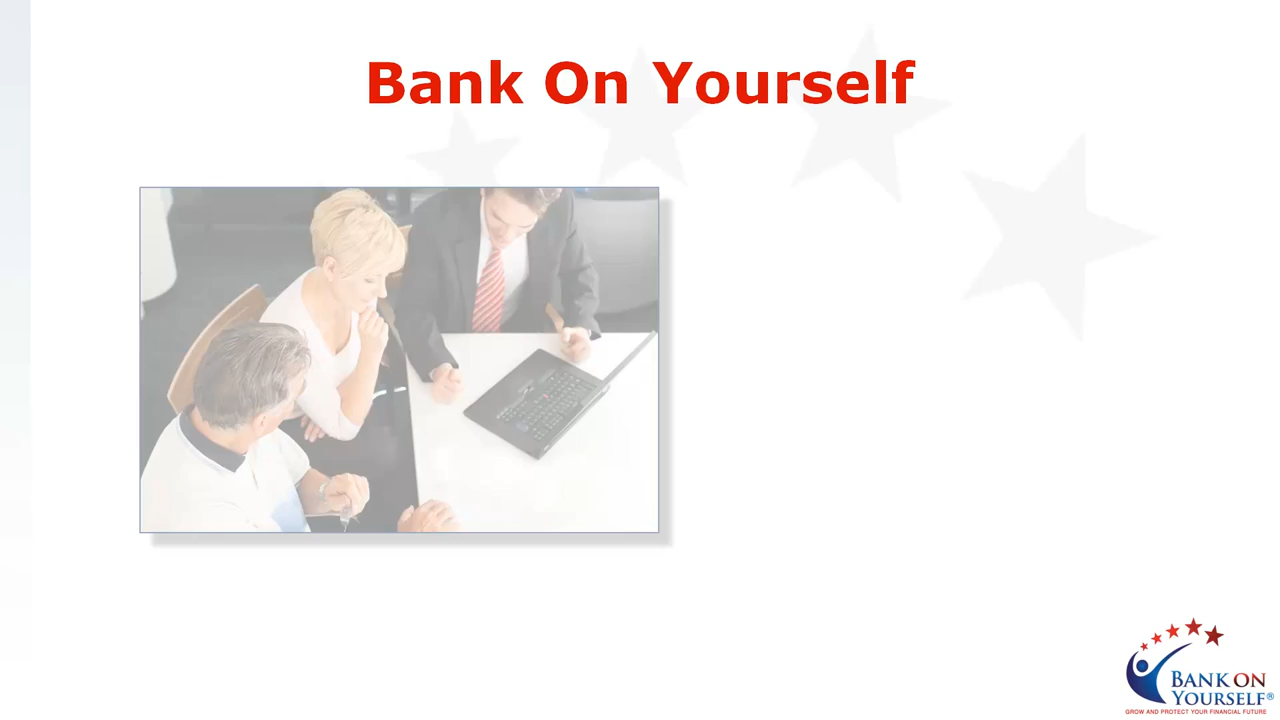 Bank On Yourself
BANK ON
YOURSELF®
GROW AND PROTECT YOUR FINANCIAL FUTURE